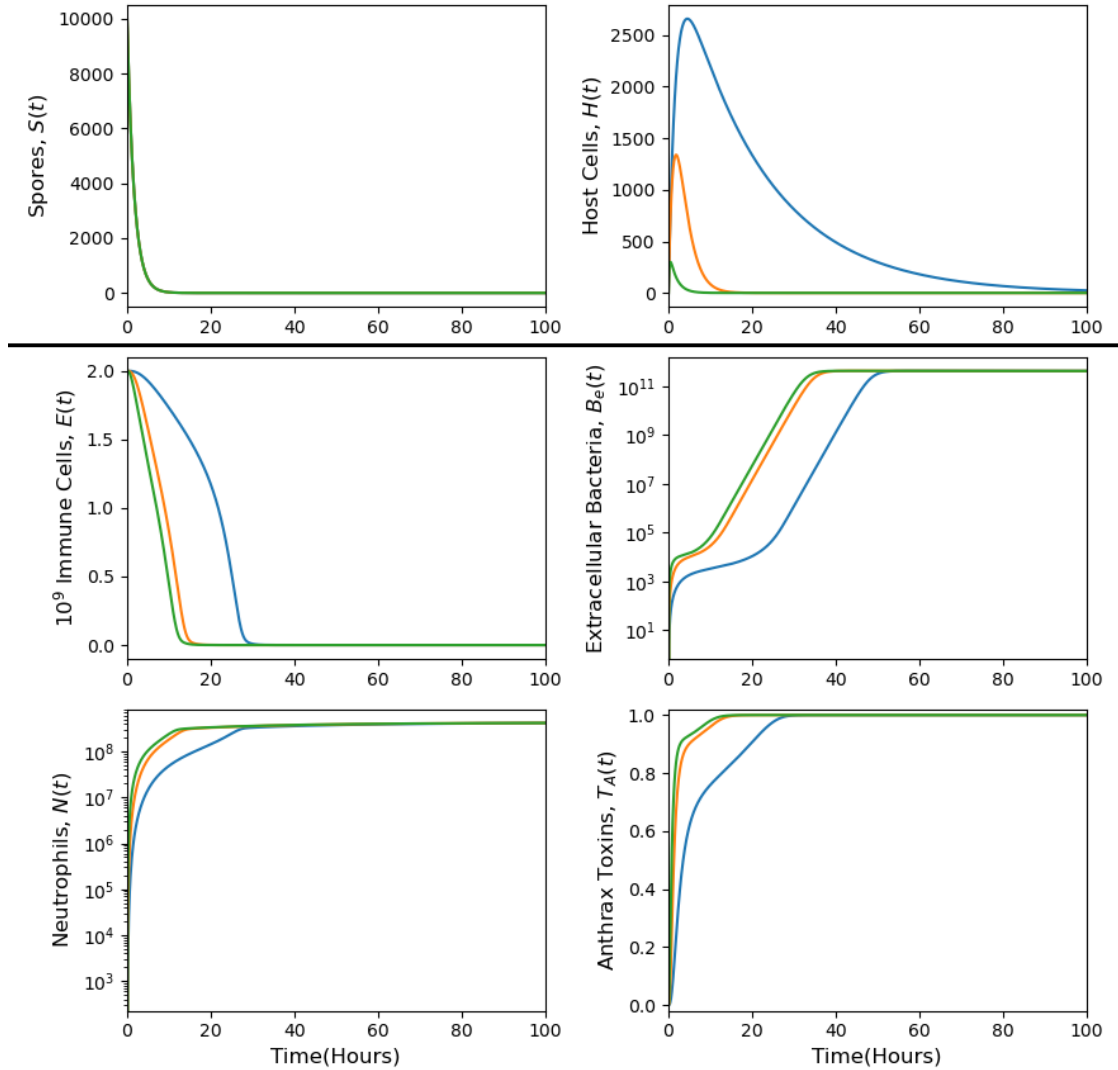 Spores, S(t)
10000
8000
6000
4000
2000
0
0 20 40 60 80 100
Host Cells, H(t)
2500
2000
1500
1000
500
0
0 20 40 60 80 100
10⁹ Immune Cells, E(t)
2.0
1.5
1.0
0.5
0.0
0 20 40 60 80 100
Extracellular Bacteria, Bₑ(t)
10¹¹
10⁹
10⁷
10⁵
10³
10¹
0 20 40 60 80 100
Neutrophils, N(t)
10⁸
10⁷
10⁶
10⁵
10⁴
10³
0 20 40 60 80 100
Time(Hours)
Anthrax Toxins, T_A(t)
1.0
0.8
0.6
0.4
0.2
0.0
0 20 40 60 80 100
Time(Hours)